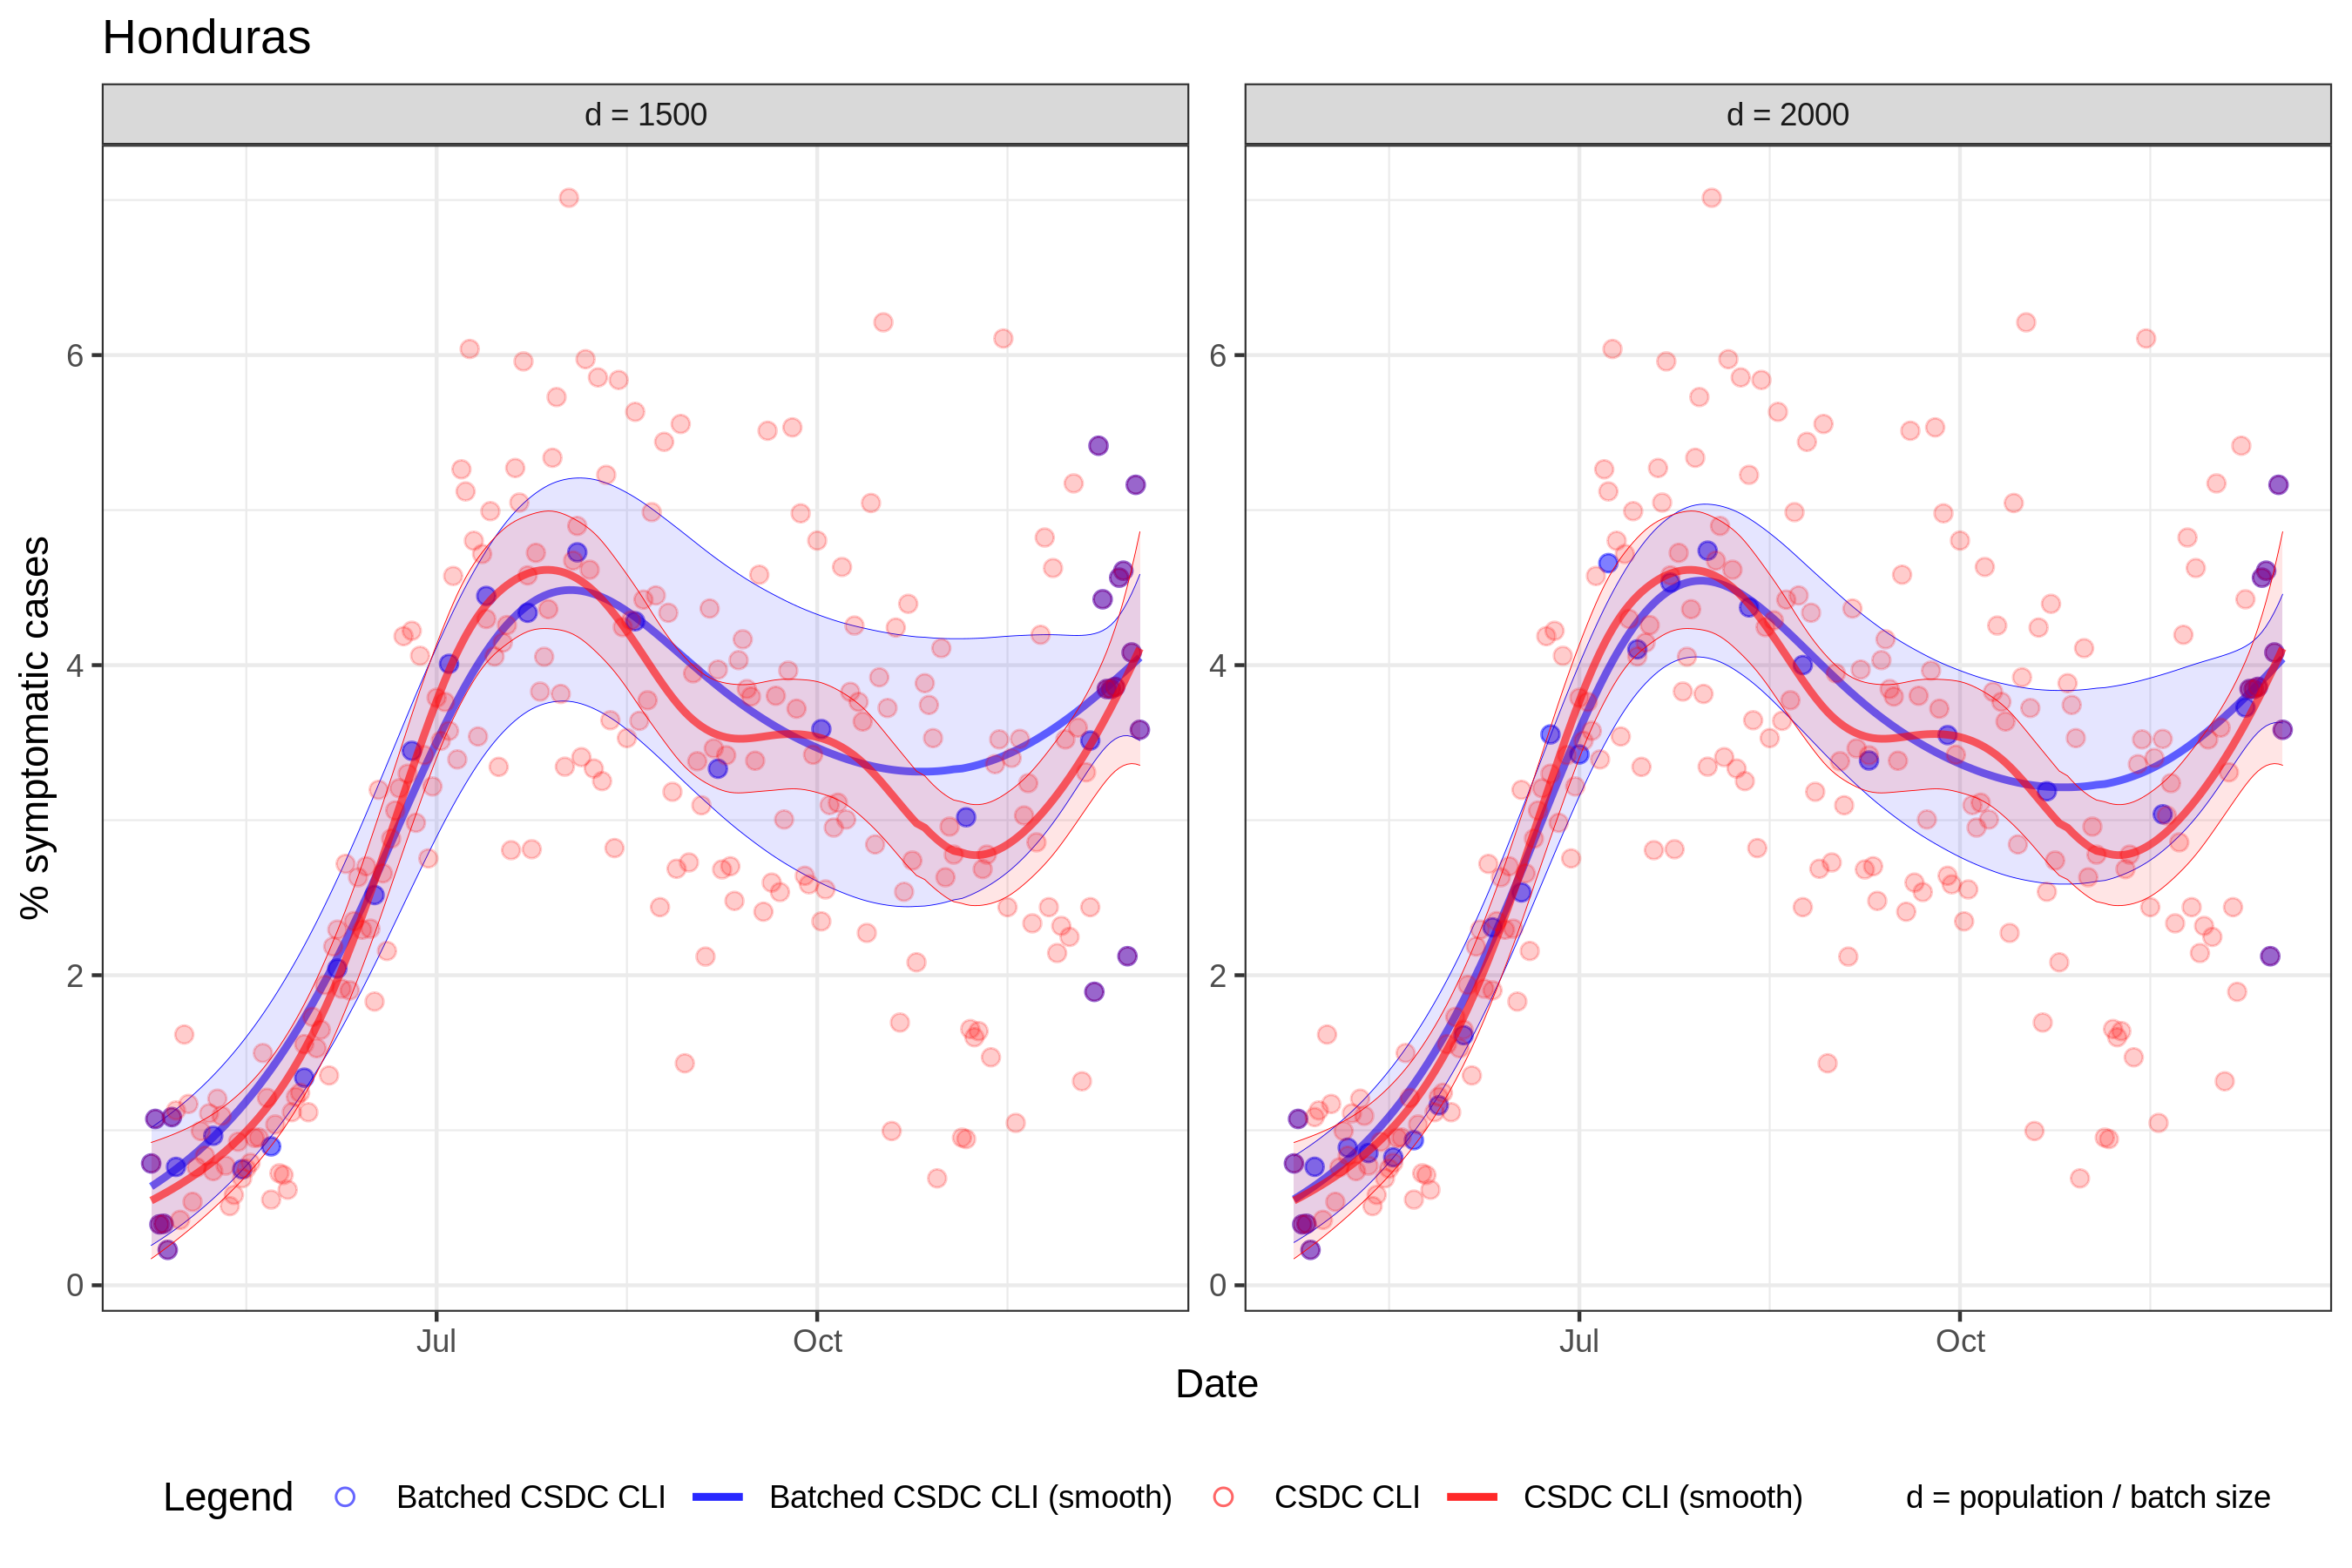 Honduras
d = 1500
d = 2000
% symptomatic cases
6
4
2
0
6
4
2
0
Jul
Oct
Jul
Oct
Date
Legend
Batched CSDC CLI
Batched CSDC CLI (smooth)
CSDC CLI
CSDC CLI (smooth)
d = population / batch size